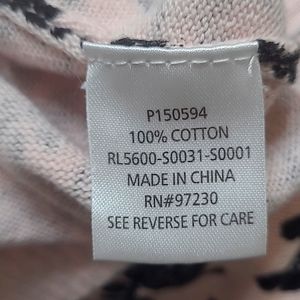 P150594
100% COTTON
RL5600-S0031-S0001
MADE IN CHINA
RN#97230
SEE REVERSE FOR CARE